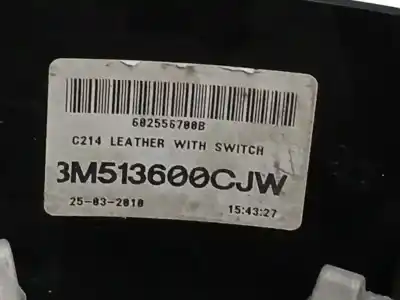 602556700B
C214 LEATHER WITH SWITCH
3M513600CJW
25-03-2010
15:43:27